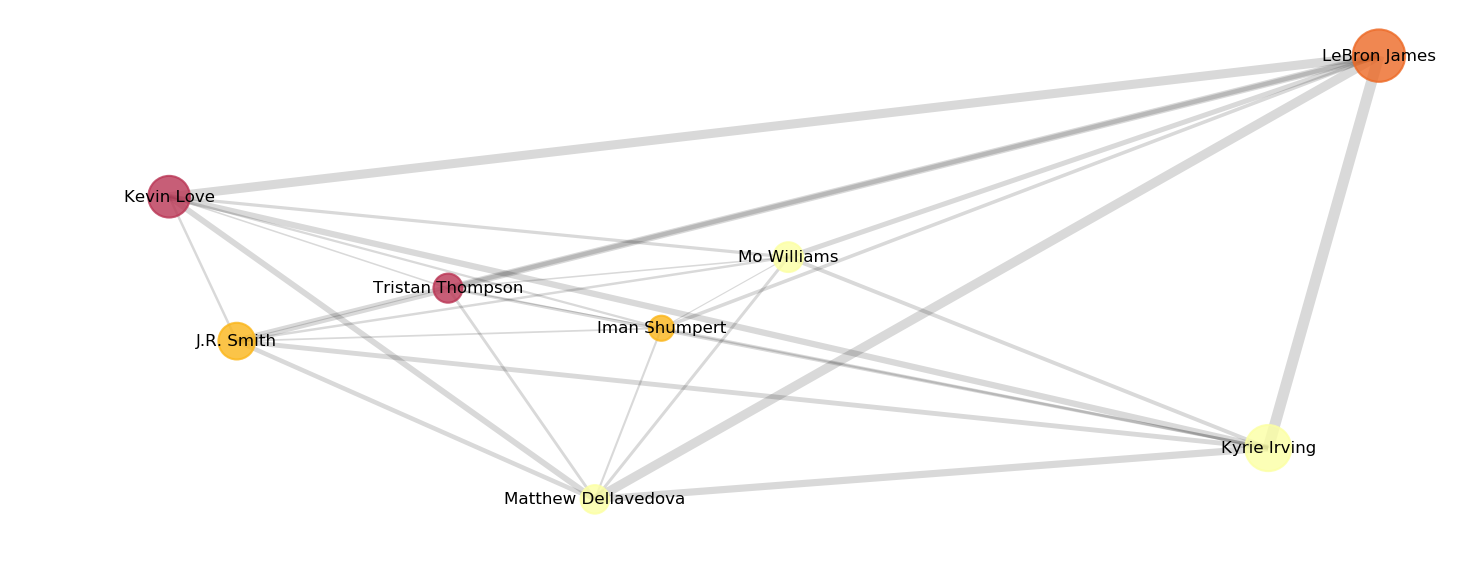 LeBron James
Kevin Love
Mo Williams
Tristan Thompson
Iman Shumpert
J.R. Smith
Kyrie Irving
Matthew Dellavedova